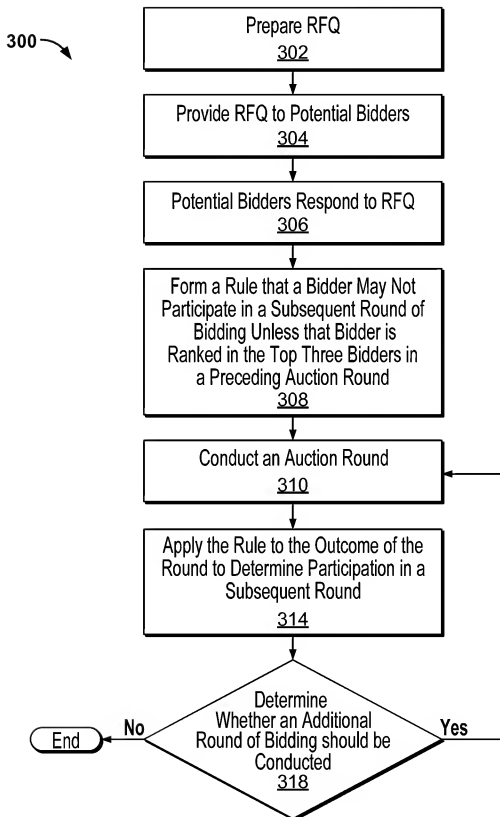 300
Prepare RFQ
302
Provide RFQ to Potential Bidders
304
Potential Bidders Respond to RFQ
306
Form a Rule that a Bidder May Not
Participate in a Subsequent Round of
Bidding Unless that Bidder is
Ranked in the Top Three Bidders in
a Preceding Auction Round
308
Conduct an Auction Round
310
Apply the Rule to the Outcome of the
Round to Determine Participation in a
Subsequent Round
314
Determine
Whether an Additional
Round of Bidding should be
Conducted
318
No
End
Yes